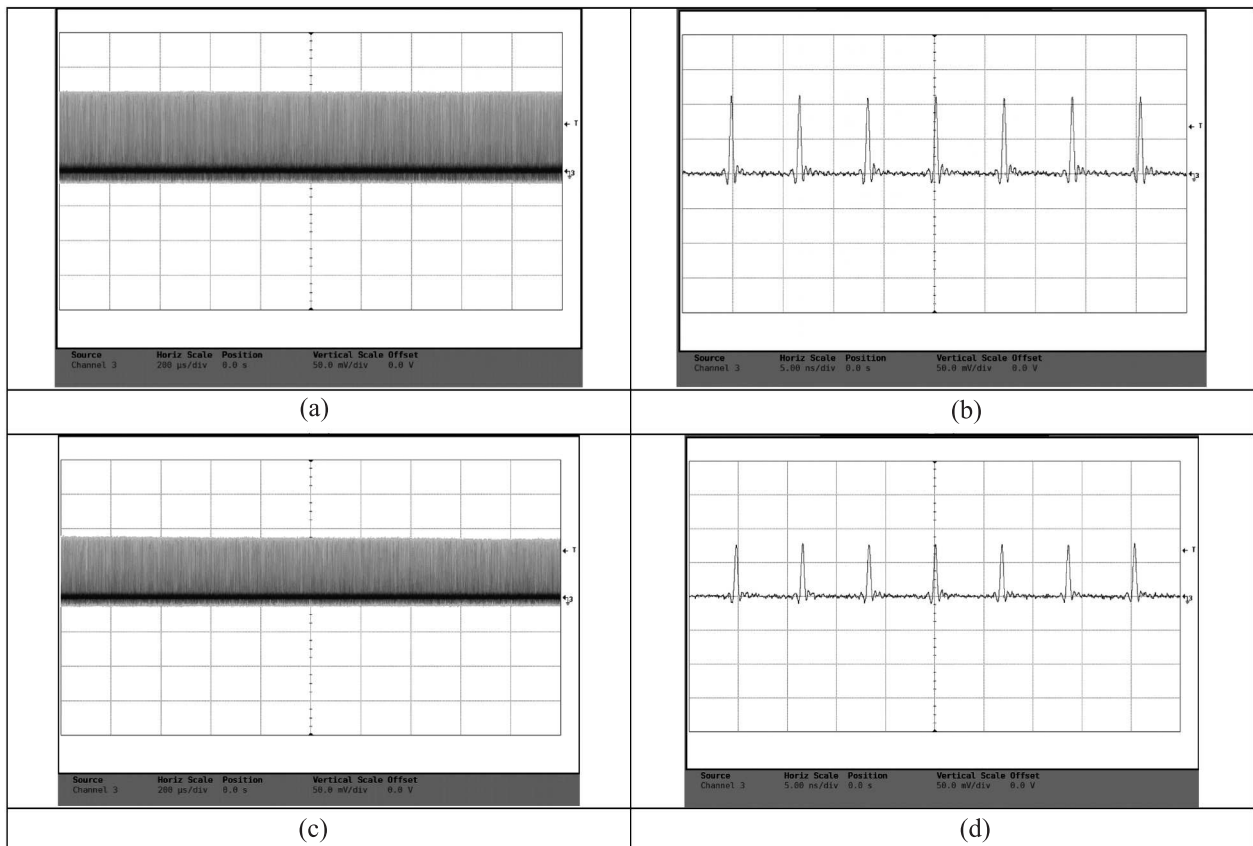 T
3
Source Horiz Scale Position Vertical Scale Offset
Channel 3 200 µs/div 0.0 s 50.0 mV/div 0.0 V
(a)
T
3
Source Horiz Scale Position Vertical Scale Offset
Channel 3 5.00 ns/div 0.0 s 50.0 mV/div 0.0 V
(b)
T
3
Source Horiz Scale Position Vertical Scale Offset
Channel 3 200 µs/div 0.0 s 50.0 mV/div 0.0 V
(c)
T
3
Source Horiz Scale Position Vertical Scale Offset
Channel 3 5.00 ns/div 0.0 s 50.0 mV/div 0.0 V
(d)